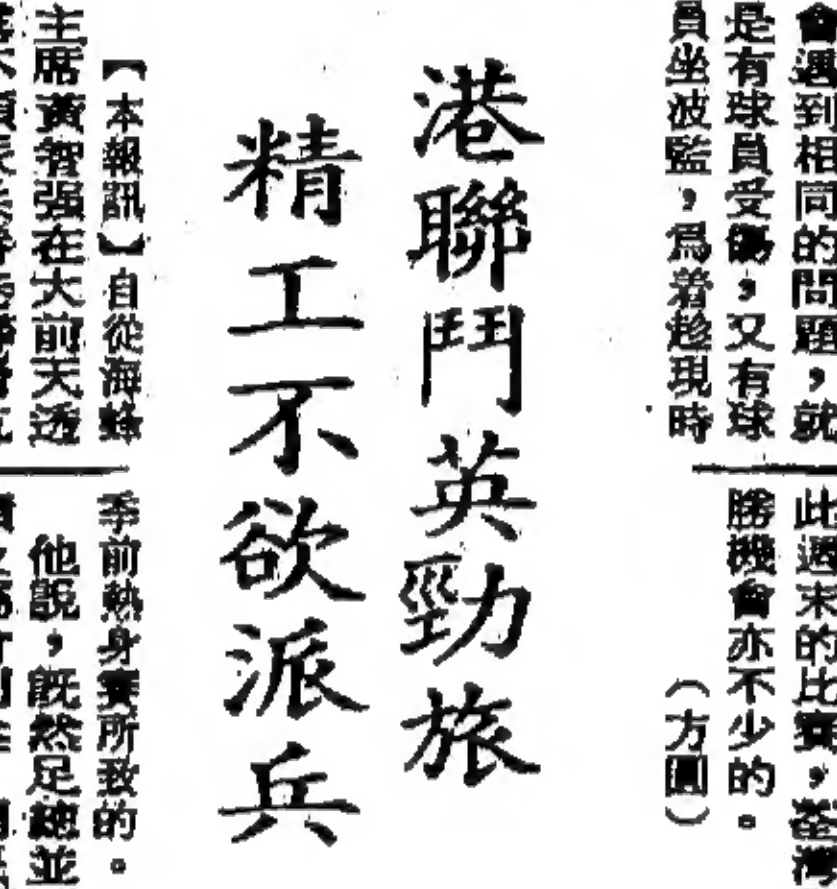 會遇到相同的問題，就
是有球員受傷，又有球
員坐波監，爲着趁現時
此週末的比賽，荃灣
勝機會亦不少的。
（方圓）
港聯鬥英勁旅
精工不欲派兵
【本報訊】自從海蜂
主席黃智强在大前天透
季前熱身賽所致的。
他說，既然足總並